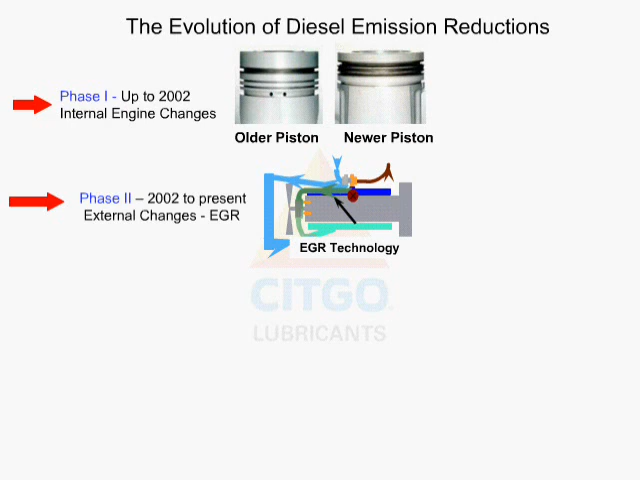 The Evolution of Diesel Emission Reductions
Phase I - Up to 2002
Internal Engine Changes
Older Piston
Newer Piston
Phase II – 2002 to present
External Changes - EGR
EGR Technology
CITGO
LUBRICANTS